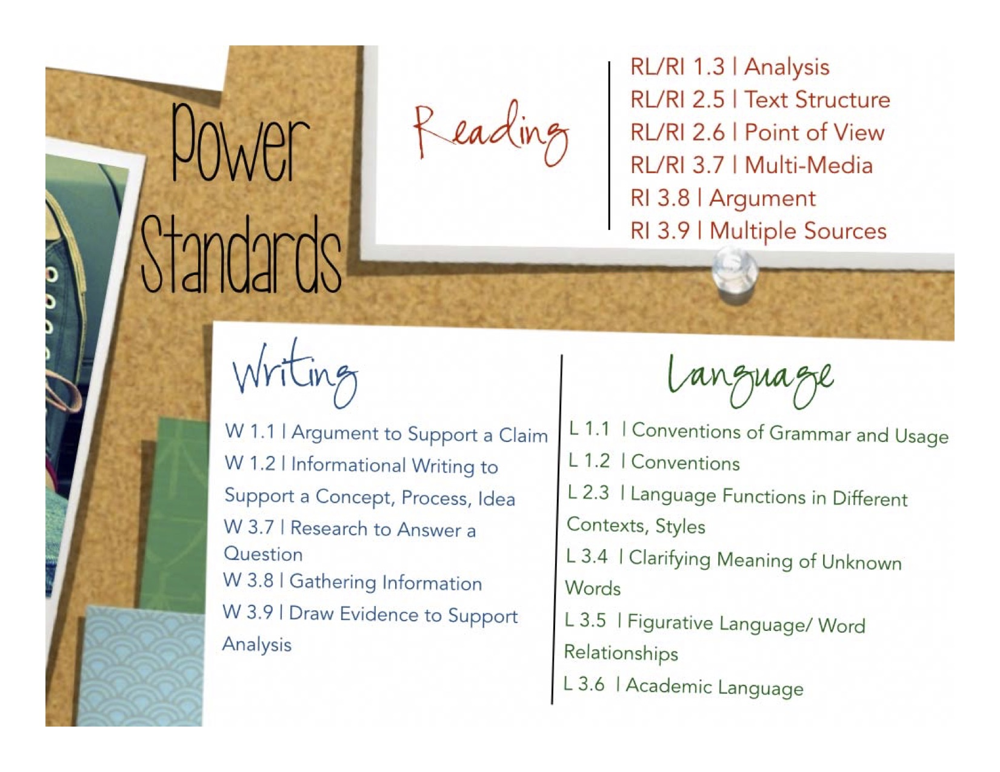 Power
Standards
Reading
RL/RI 1.3 | Analysis
RL/RI 2.5 | Text Structure
RL/RI 2.6 | Point of View
RL/RI 3.7 | Multi-Media
RI 3.8 | Argument
RI 3.9 | Multiple Sources
Writing
W 1.1 | Argument to Support a Claim
W 1.2 | Informational Writing to
Support a Concept, Process, Idea
W 3.7 | Research to Answer a
Question
W 3.8 | Gathering Information
W 3.9 | Draw Evidence to Support
Analysis
Language
L 1.1 | Conventions of Grammar and Usage
L 1.2 | Conventions
L 2.3 | Language Functions in Different
Contexts, Styles
L 3.4 | Clarifying Meaning of Unknown
Words
L 3.5 | Figurative Language/ Word
Relationships
L 3.6 | Academic Language